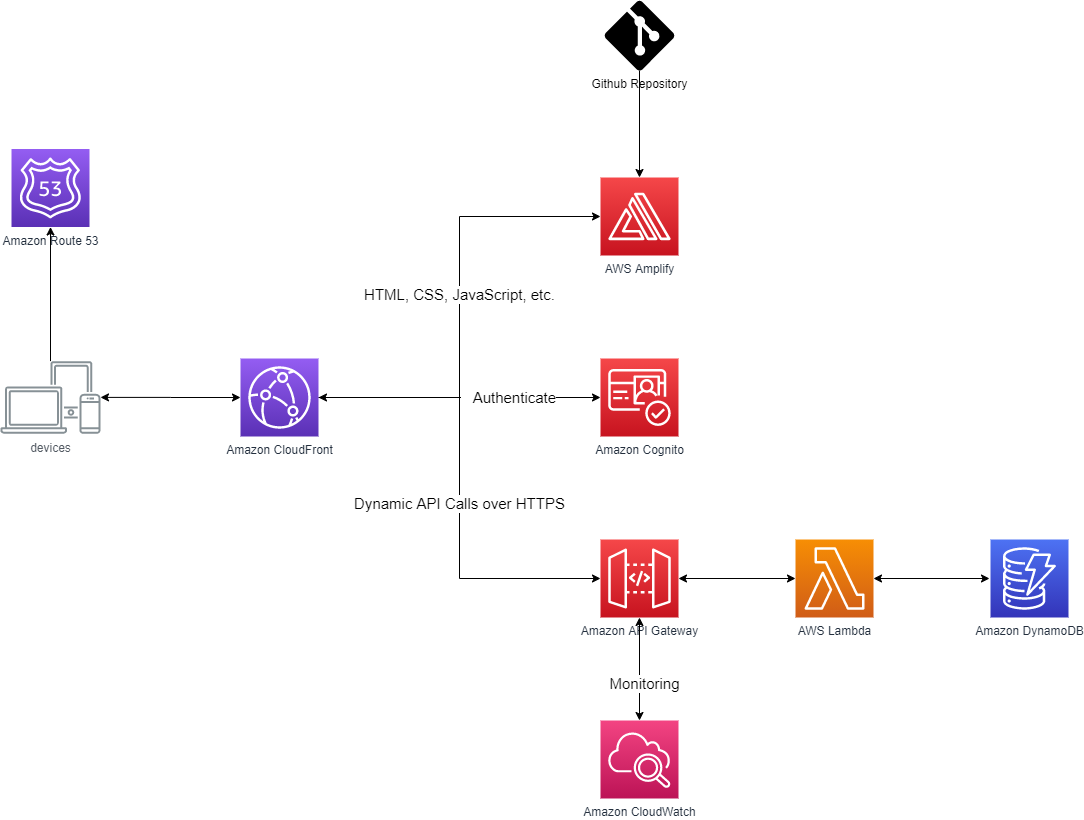 Github Repository
53
Amazon Route 53
AWS Amplify
HTML, CSS, JavaScript, etc.
devices
Amazon CloudFront
Authenticate
Amazon Cognito
Dynamic API Calls over HTTPS
</>
Amazon API Gateway
AWS Lambda
Amazon DynamoDB
Monitoring
Amazon CloudWatch